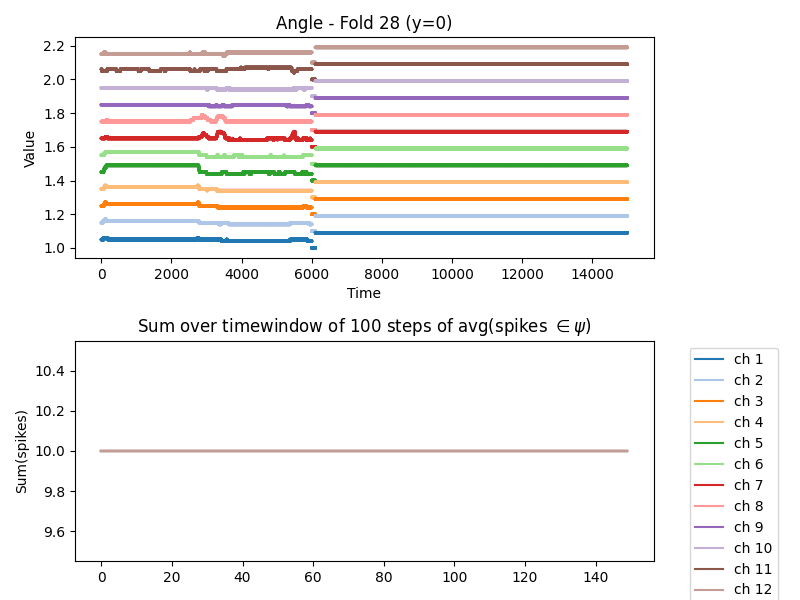 Angle - Fold 28 (y=0)
2.2
2.0
1.8
1.6
1.4
1.2
1.0
Value
0 2000 4000 6000 8000 10000 12000 14000
Time
Sum over timewindow of 100 steps of avg(spikes ∈ ψ)
10.4
10.2
10.0
9.8
9.6
Sum(spikes)
0 20 40 60 80 100 120 140
ch 1
ch 2
ch 3
ch 4
ch 5
ch 6
ch 7
ch 8
ch 9
ch 10
ch 11
ch 12